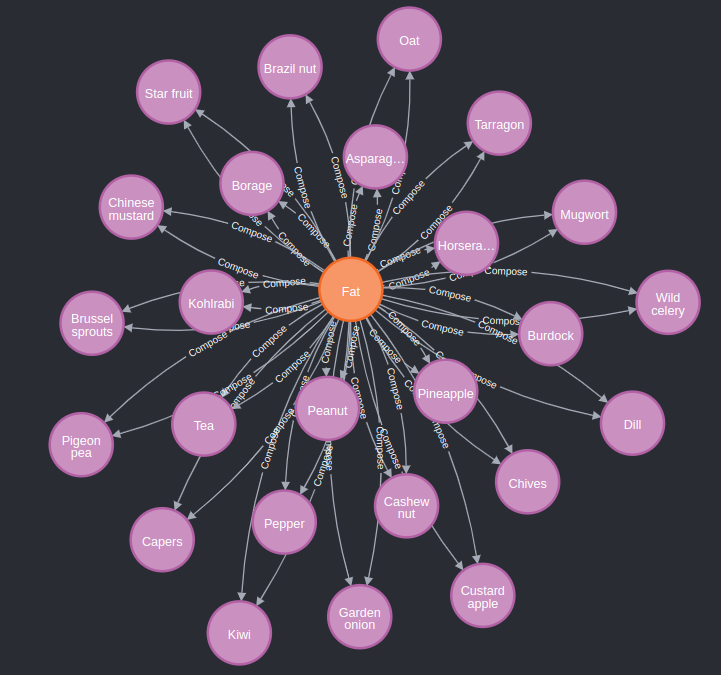 Oat
Brazil nut
Star fruit
Tarragon
Asparag…
Borage
Chinese
mustard
Mugwort
Horsera…
Compose
Compose
Compose
Compose
Compose
Compose
Compose
Compose
Compose
Compose
Compose
Compose
Compose
Fat
Kohlrabi
Compose
Compose
Compose
Wild
celery
Brussel
sprouts
Burdock
Compose
Compose
Compose
Compose
Compose
Compose
Compose
Compose
Compose
Compose
Pineapple
Peanut
Tea
Dill
Pigeon
pea
Compose
Compose
Compose
Compose
Chives
Cashew
nut
Pepper
Capers
Custard
apple
Garden
onion
Kiwi